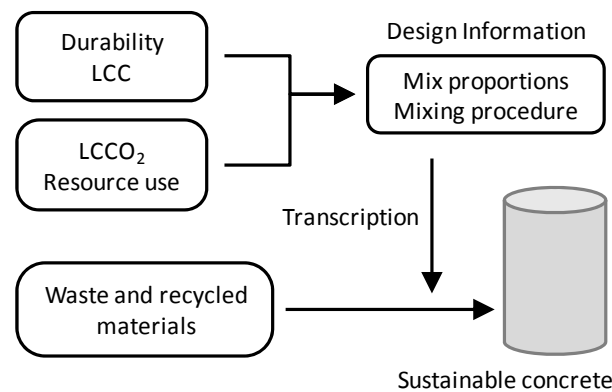 Durability
LCC
Design Information
Mix proportions
Mixing procedure
LCCO₂
Resource use
Transcription
Waste and recycled
materials
Sustainable concrete